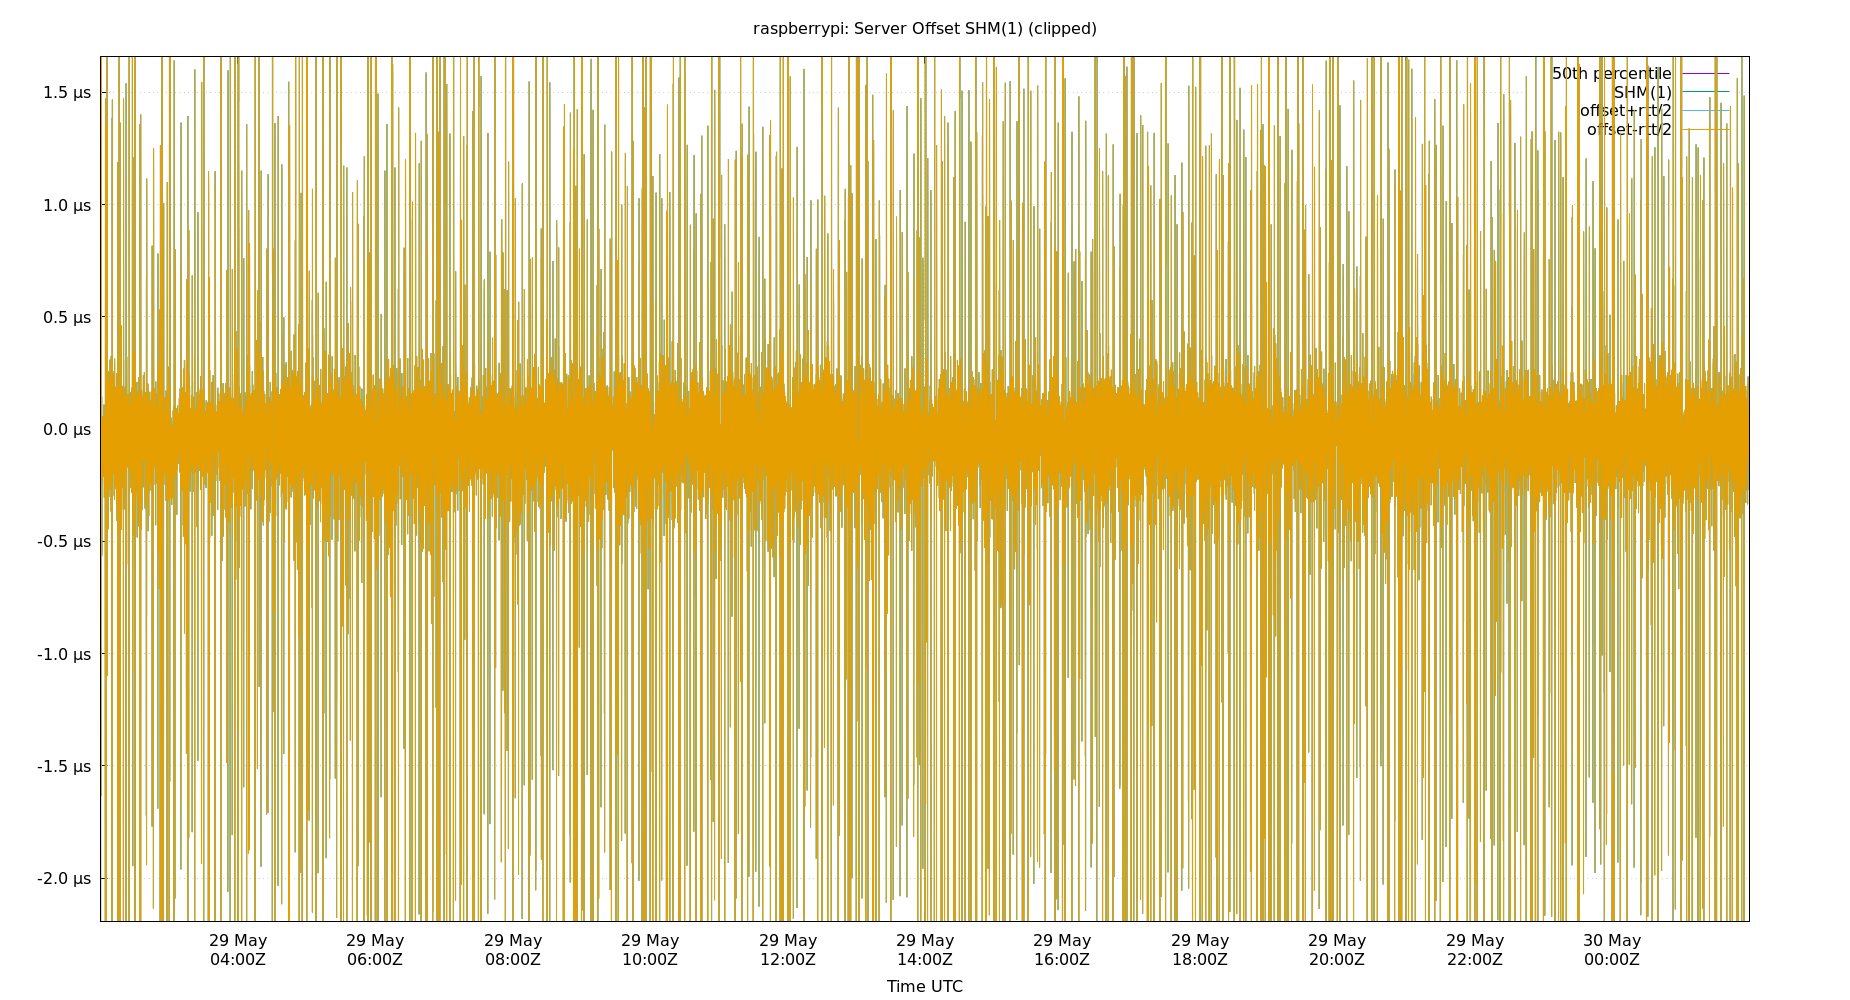 raspberrypi: Server Offset SHM(1) (clipped)
50th percentile
SHM(1)
offset+rtt/2
offset-rtt/2
1.5 µs
1.0 µs
0.5 µs
0.0 µs
-0.5 µs
-1.0 µs
-1.5 µs
-2.0 µs
29 May 29 May 29 May 29 May 29 May 29 May 29 May 29 May 29 May 29 May 30 May
04:00Z 06:00Z 08:00Z 10:00Z 12:00Z 14:00Z 16:00Z 18:00Z 20:00Z 22:00Z 00:00Z
Time UTC